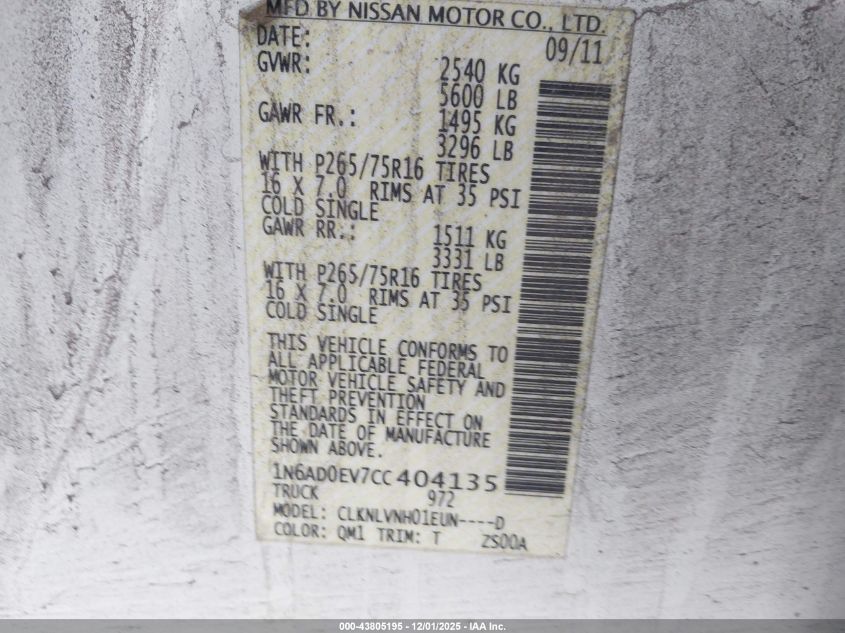 MFD BY NISSAN MOTOR CO., LTD.
DATE: 09/11
GVWR: 2540 KG
5600 LB
GAWR FR.: 1495 KG
3296 LB
WITH P265/75R16 TIRES
16 X 7.0 RIMS AT 35 PSI
COLD SINGLE
GAWR RR.: 1511 KG
3331 LB
WITH P265/75R16 TIRES
16 X 7.0 RIMS AT 35 PSI
COLD SINGLE
THIS VEHICLE CONFORMS TO
ALL APPLICABLE FEDERAL
MOTOR VEHICLE SAFETY AND
THEFT PREVENTION
STANDARDS IN EFFECT ON
THE DATE OF MANUFACTURE
SHOWN ABOVE.
1N6AD0EV7CC404135
TRUCK 972
MODEL: CLKNLVNH01EUN----D
COLOR: QM1 TRIM: T ZS00A
000-43805195 - 12/01/2025 - IAA Inc.